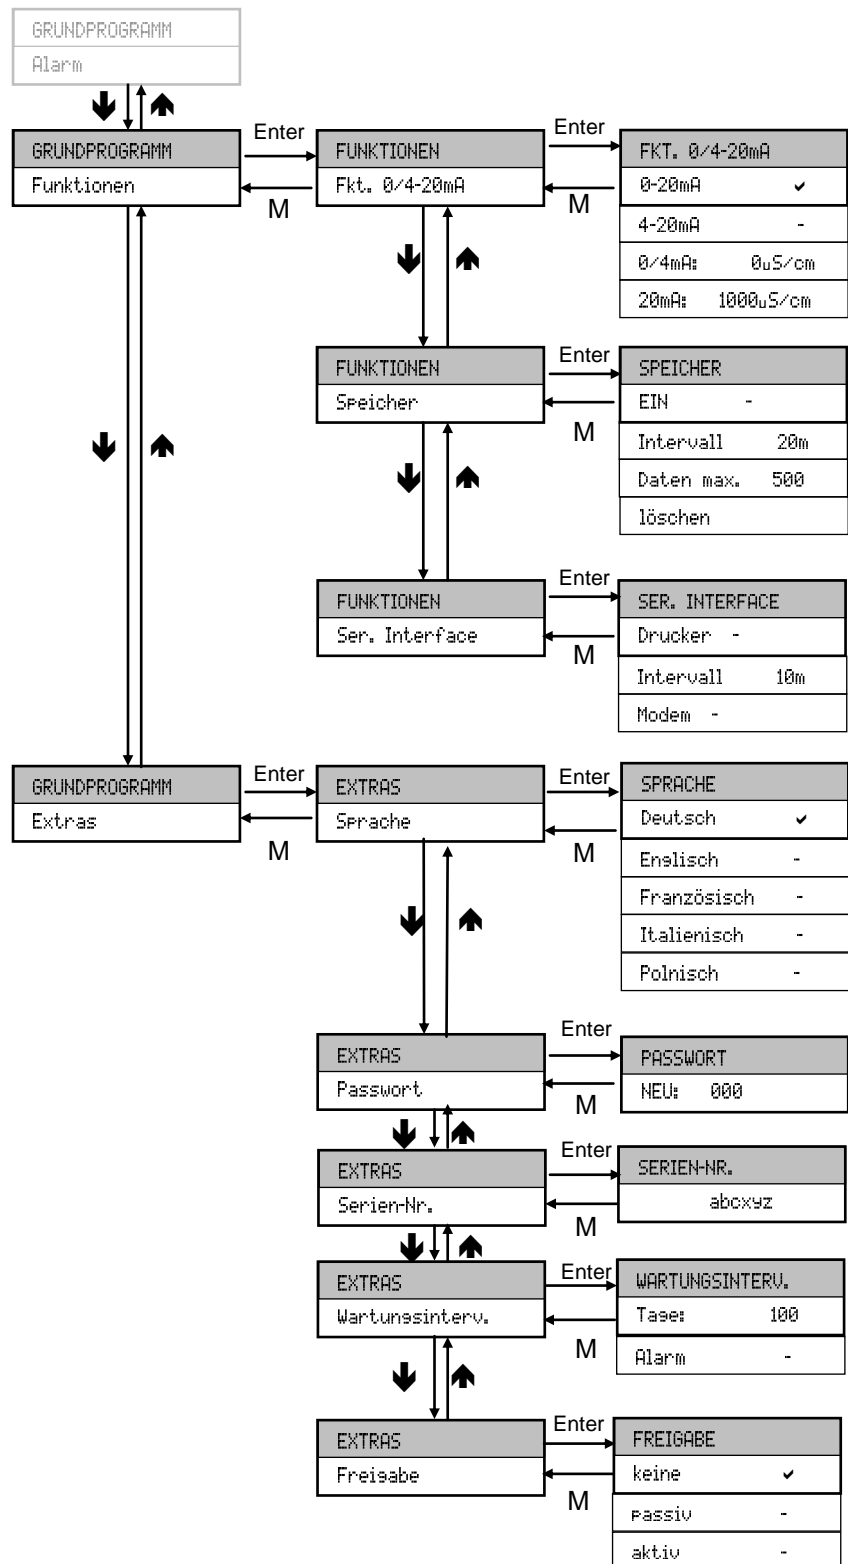 GRUNDPROGRAMM
Alarm
Enter
Enter
GRUNDPROGRAMM
Funktionen
M
FUNKTIONEN
Fkt. 0/4-20mA
M
FKT. 0/4-20mA
0-20mA ✔
4-20mA -
0/4mA: 0uS/cm
20mA: 1000uS/cm
FUNKTIONEN
Speicher
Enter
M
SPEICHER
EIN -
Intervall 20m
Daten max. 500
löschen
FUNKTIONEN
Ser. Interface
Enter
M
SER. INTERFACE
Drucker -
Intervall 10m
Modem -
GRUNDPROGRAMM
Extras
Enter
M
EXTRAS
Sprache
Enter
M
SPRACHE
Deutsch ✔
Englisch -
Französisch -
Italienisch -
Polnisch -
EXTRAS
Passwort
Enter
M
PASSWORT
NEU: 000
EXTRAS
Serien-Nr.
Enter
M
SERIEN-NR.
abcxyz
EXTRAS
Wartungsinterv.
Enter
M
WARTUNGSINTERV.
Tage: 100
Alarm -
EXTRAS
Freigabe
Enter
M
FREIGABE
keine ✔
passiv -
aktiv -